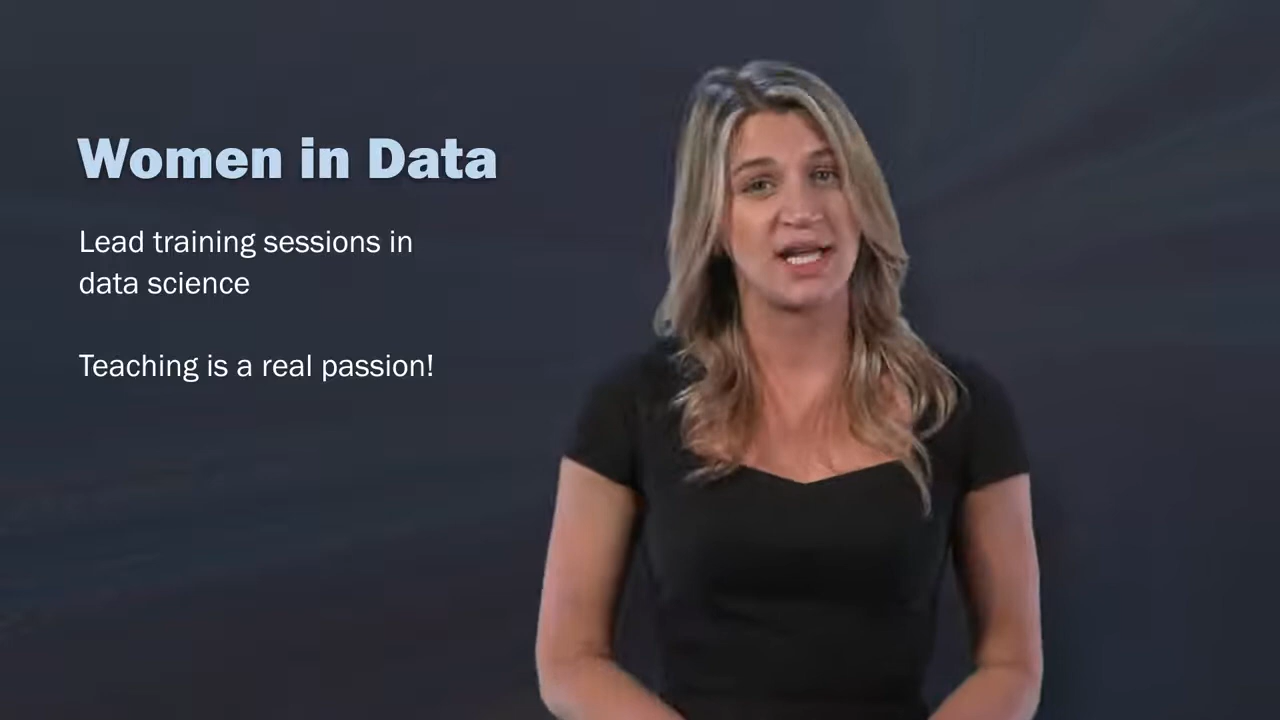 Women in Data
Lead training sessions in
data science
Teaching is a real passion!